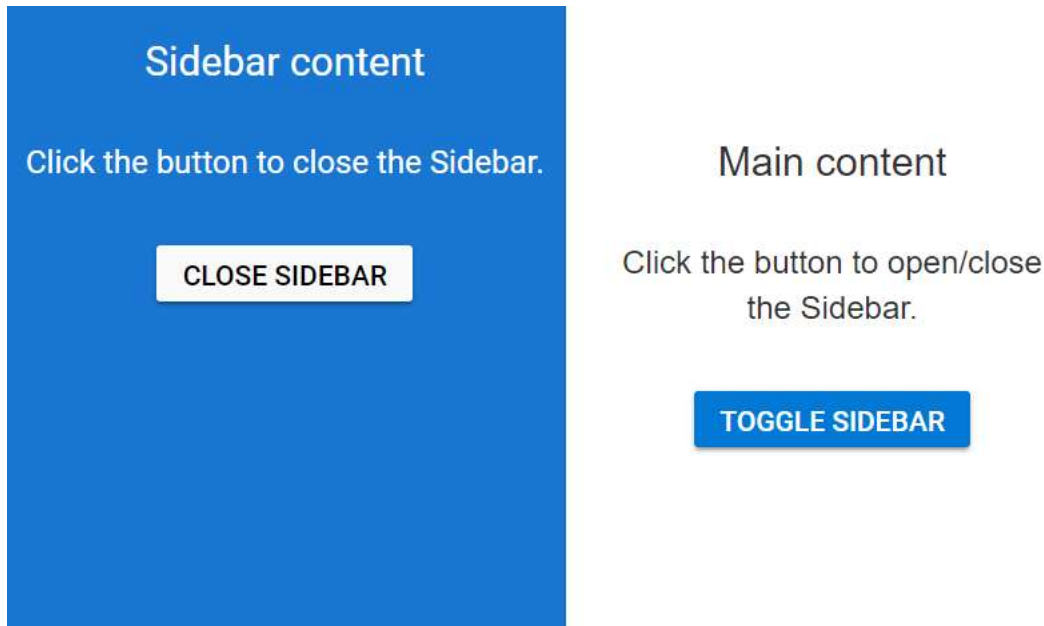 Sidebar content
Click the button to close the Sidebar.
CLOSE SIDEBAR
Main content
Click the button to open/close
the Sidebar.
TOGGLE SIDEBAR